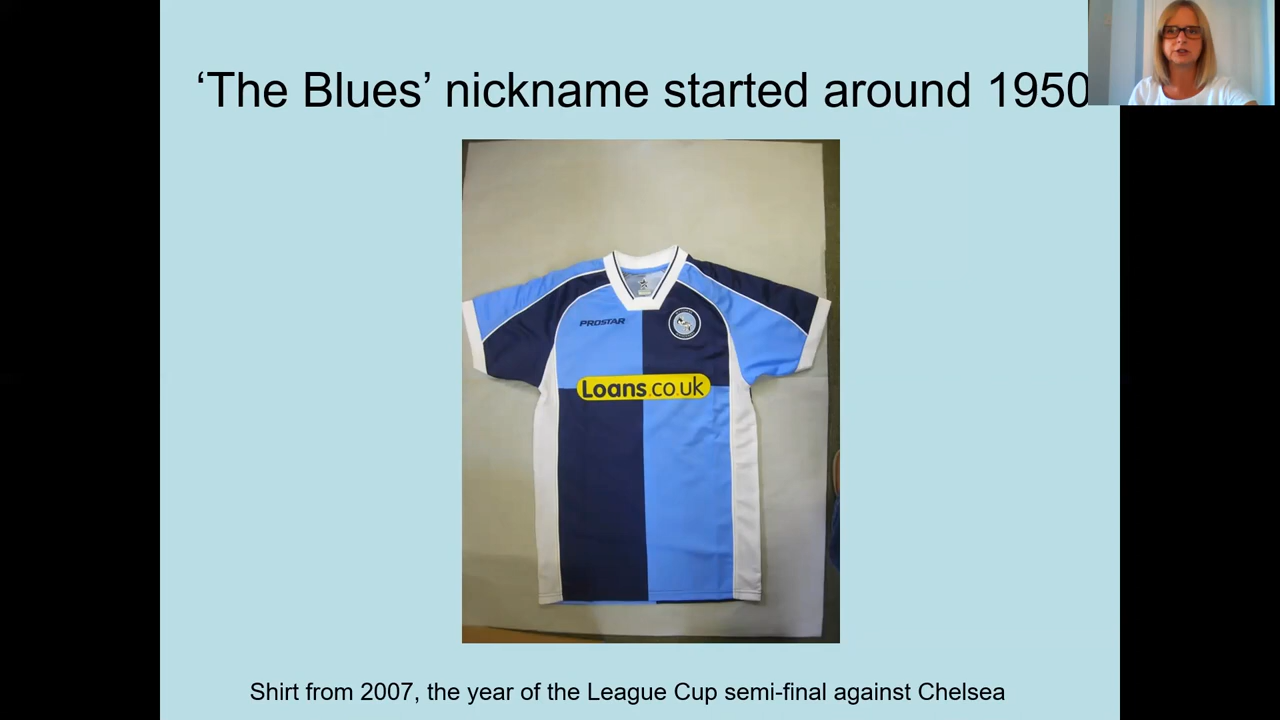 ‘The Blues’ nickname started around 1950
PROSTAR
Loans.co.uk
Shirt from 2007, the year of the League Cup semi-final against Chelsea